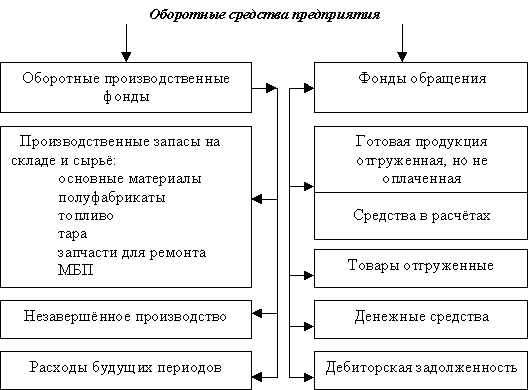 Оборотные средства предприятия
Оборотные производственные
фонды
Производственные запасы на
складе и сырьё:
основные материалы
полуфабрикаты
топливо
тара
запчасти для ремонта
МБП
Незавершённое производство
Расходы будущих периодов
Фонды обращения
Готовая продукция
отгруженная, но не
оплаченная
Средства в расчётах
Товары отгруженные
Денежные средства
Дебиторская задолженность